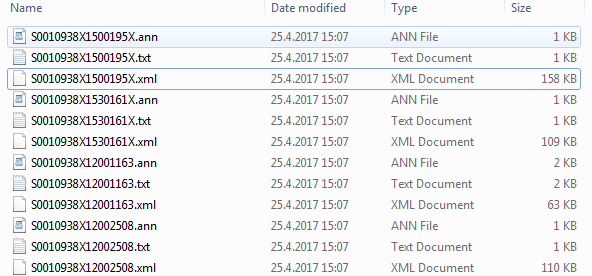 Name Date modified Type Size
S0010938X1500195X.ann 25.4.2017 15:07 ANN File 1 KB
S0010938X1500195X.txt 25.4.2017 15:07 Text Document 1 KB
S0010938X1500195X.xml 25.4.2017 15:07 XML Document 158 KB
S0010938X1530161X.ann 25.4.2017 15:07 ANN File 1 KB
S0010938X1530161X.txt 25.4.2017 15:07 Text Document 1 KB
S0010938X1530161X.xml 25.4.2017 15:07 XML Document 109 KB
S0010938X12001163.ann 25.4.2017 15:07 ANN File 2 KB
S0010938X12001163.txt 25.4.2017 15:07 Text Document 2 KB
S0010938X12001163.xml 25.4.2017 15:07 XML Document 63 KB
S0010938X12002508.ann 25.4.2017 15:07 ANN File 1 KB
S0010938X12002508.txt 25.4.2017 15:07 Text Document 1 KB
S0010938X12002508.xml 25.4.2017 15:07 XML Document 110 KB